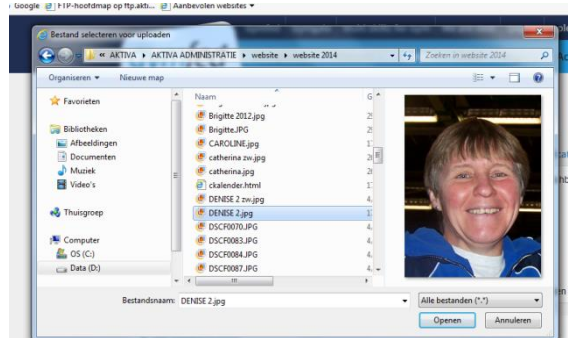 Google FTP-hoofdmap op ftp.akti... Aanbevolen websites
Bestand selecteren voor uploaden
« AKTIVA ▸ AKTIVA ADMINISTRATIE ▸ website ▸ website 2014
Zoeken in website 2014
Organiseren Nieuwe map
Favorieten
Bibliotheken
Afbeeldingen
Documenten
Muziek
Video's
Thuisgroep
Computer
OS (C:)
Data (D:)
Naam
Brigitte 2012.jpg
Brigitte.JPG
CAROLINE.jpg
catherina zw.jpg
catherina.jpg
ckalender.html
DENISE 2 zw.jpg
DENISE 2.jpg
DSCF0070.JPG
DSCF0083.JPG
DSCF0084.JPG
DSCF0087.JPG
Bestandsnaam: DENISE 2.jpg
Alle bestanden (*.*)
Openen Annuleren